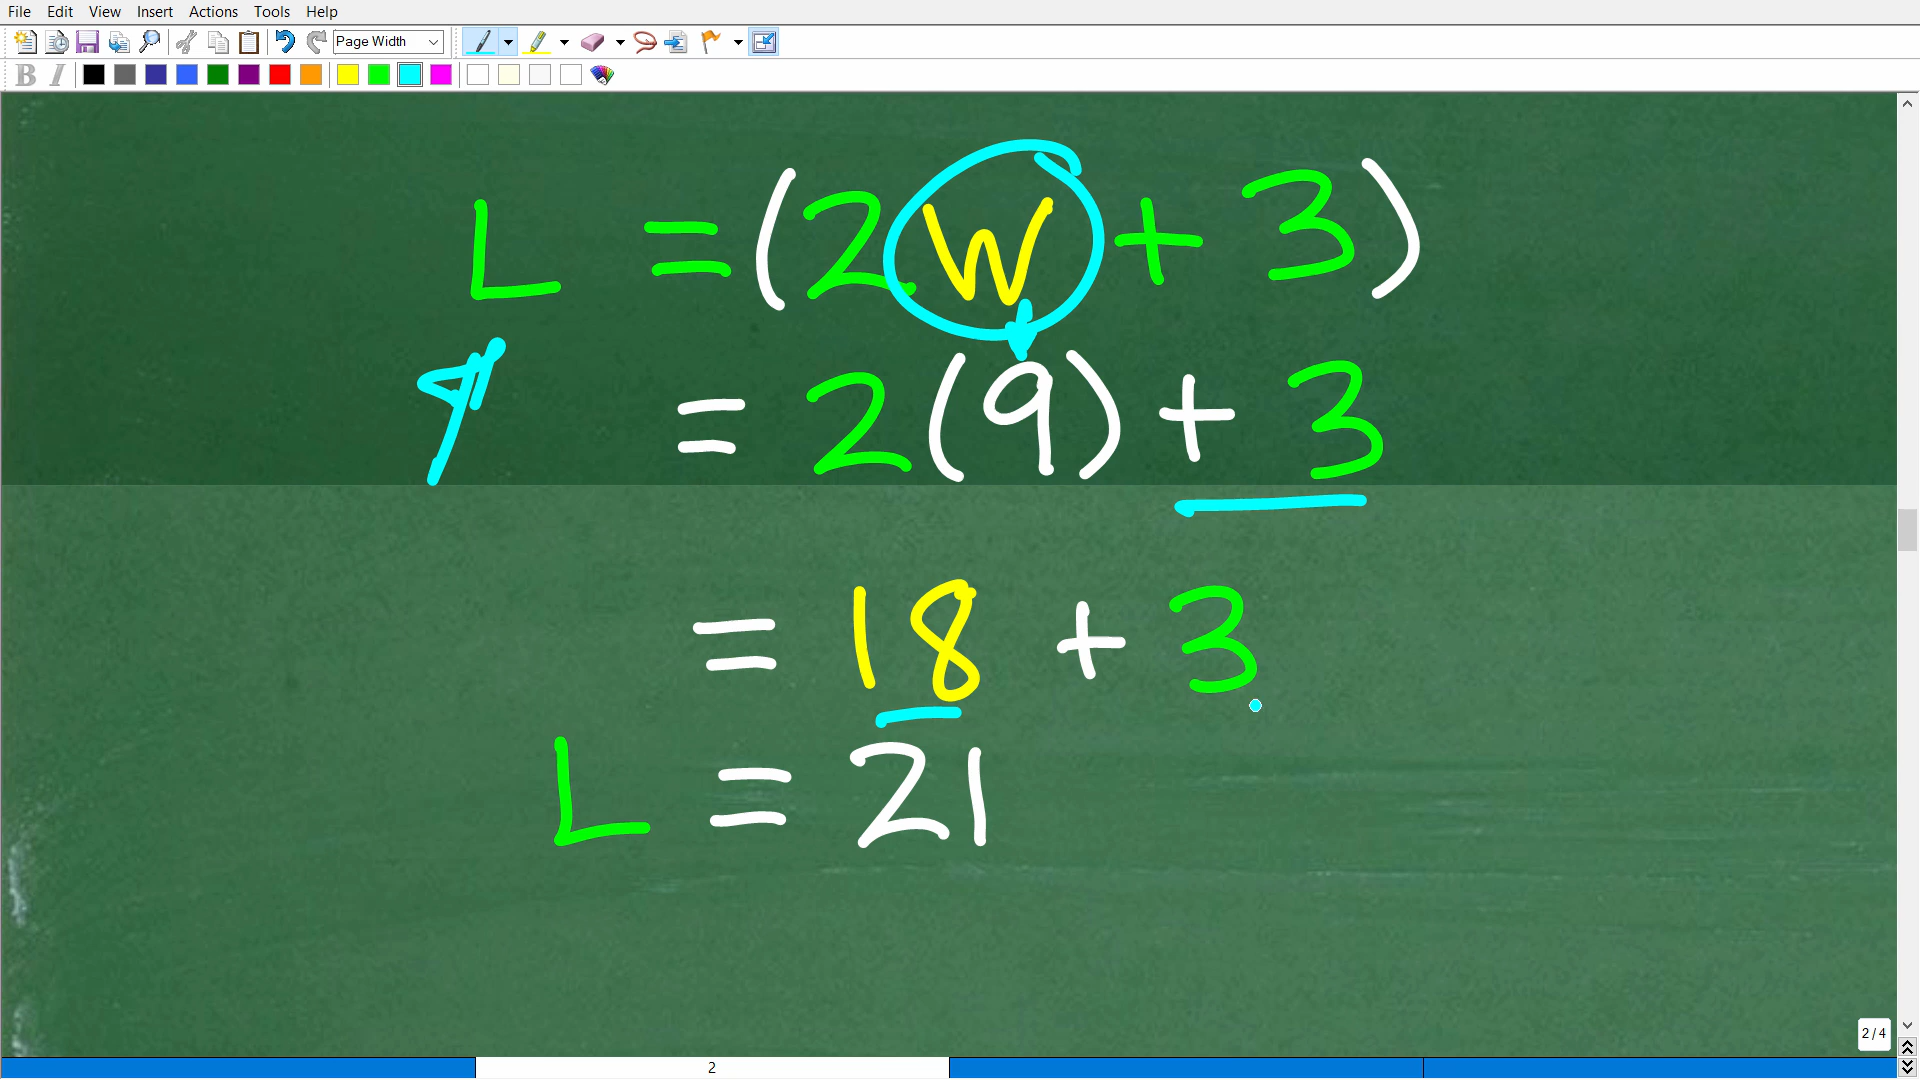 File Edit View Insert Actions Tools Help
Page Width
B I
L = (2W + 3)
= 2(9) + 3
= 18 + 3
L = 21
2 / 4
2